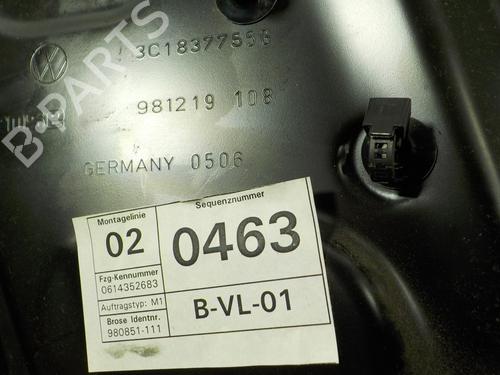 3C1837755G
981219 108
GERMANY 0506
B-PARTS
Montagelinie
02
Sequenznummer
0463
Fzg-Kennummer
0614352683
Auftragstyp: M1
Brose Identnr.
980851-111
B-VL-01